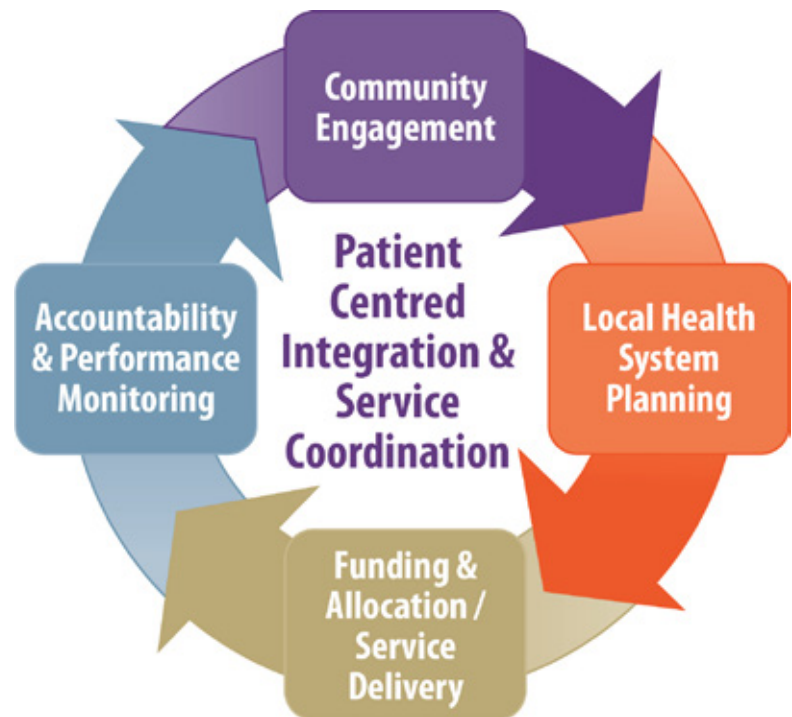 Community
Engagement
Patient
Centred
Integration &
Service
Coordination
Local Health
System
Planning
Funding &
Allocation /
Service
Delivery
Accountability
& Performance
Monitoring